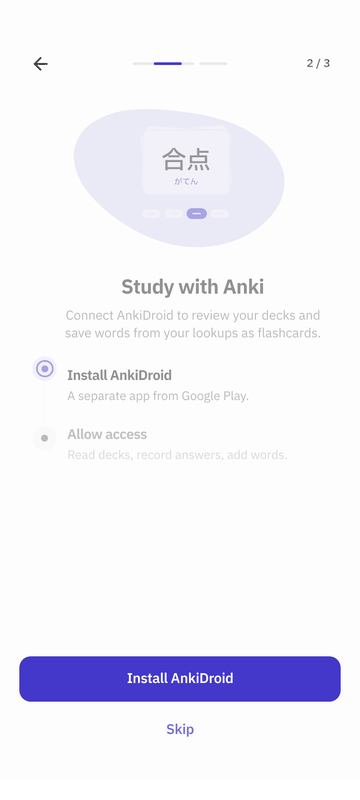 2 / 3
合点
がてん
Study with Anki
Connect AnkiDroid to review your decks and
save words from your lookups as flashcards.
Install AnkiDroid
A separate app from Google Play.
Allow access
Read decks, record answers, add words.
Install AnkiDroid
Skip